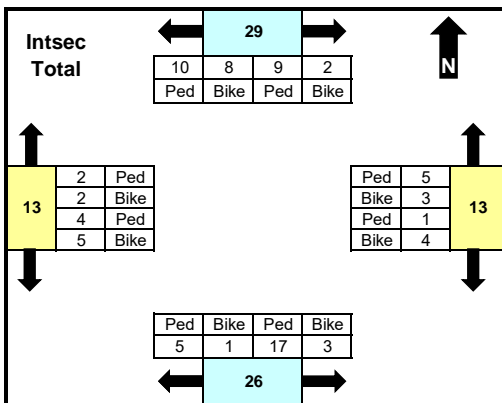 Intsec
Total
29
N
10 8 9 2
Ped Bike Ped Bike
13
2 Ped
2 Bike
4 Ped
5 Bike
Ped 5
Bike 3
Ped 1
Bike 4
13
Ped Bike Ped Bike
5 1 17 3
26